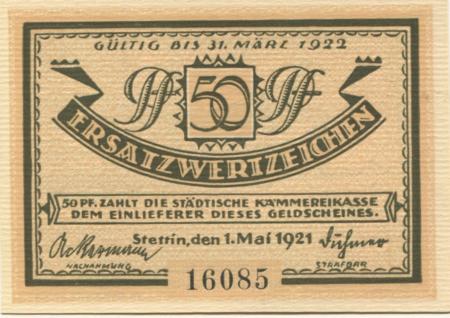 GÜLTIG BIS 31. MÄRZ 1922
Pf 50 Pf
ERSATZWERTZEICHEN
50 PF. ZAHLT DIE STÄDTISCHE KÄMMEREIKASSE
DEM EINLIEFERER DIESES GELDSCHEINES.
Stettin, den 1. Mai 1921
Ackermann
NACHAHMUNG
16085
STRAFBAR